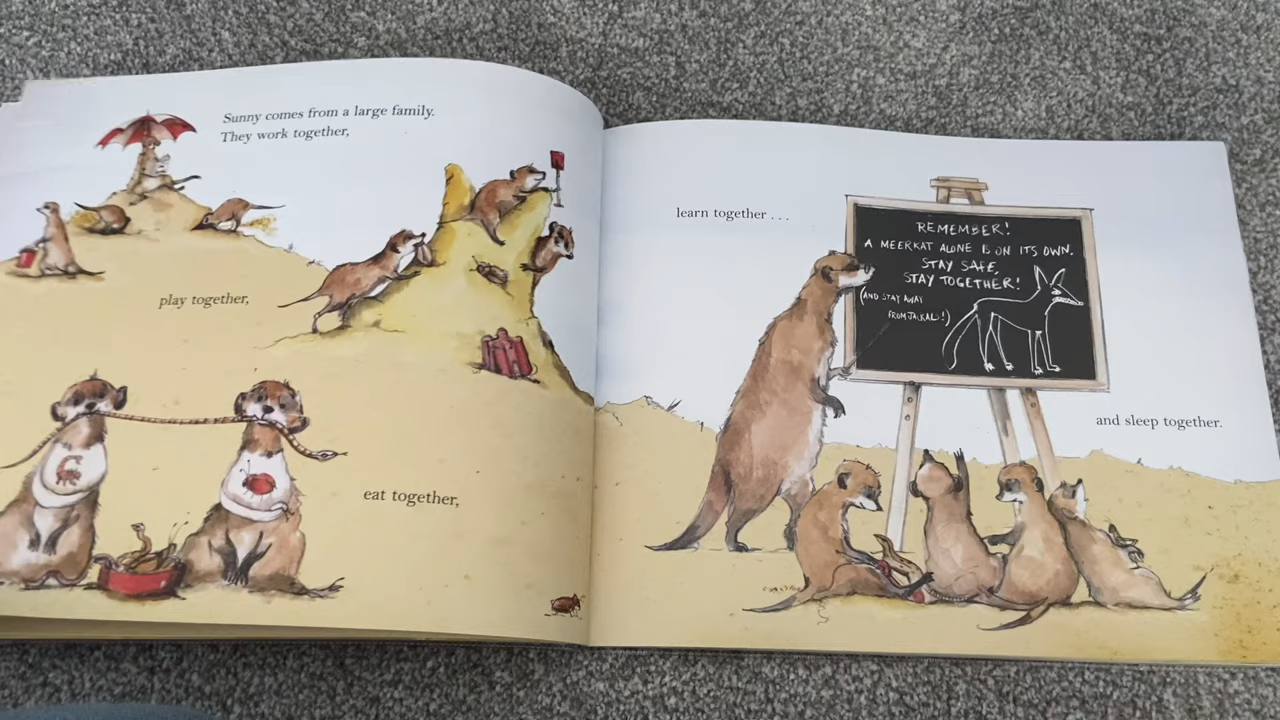 Sunny comes from a large family.
They work together,
play together,
eat together,
learn together . . .
REMEMBER!
A MEERKAT ALONE IS ON ITS OWN.
STAY SAFE,
STAY TOGETHER!
(AND STAY AWAY
FROM JACKAL!)
and sleep together.